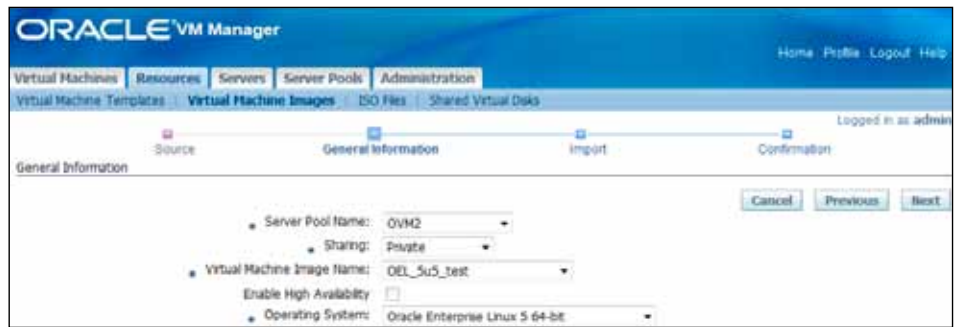 ORACLE VM Manager
Home Profile Logout Help
Virtual Machines Resources Servers Server Pools Administration
Virtual Machine Templates Virtual Machine Images ISO Files Shared Virtual Disks
Logged in as admin
Source General Information Import Confirmation
General Information
Cancel Previous Next
Server Pool Name: OVM2
Sharing: Private
Virtual Machine Image Name: OEL_5u5_test
Enable High Availability
Operating System: Oracle Enterprise Linux 5 64-bit